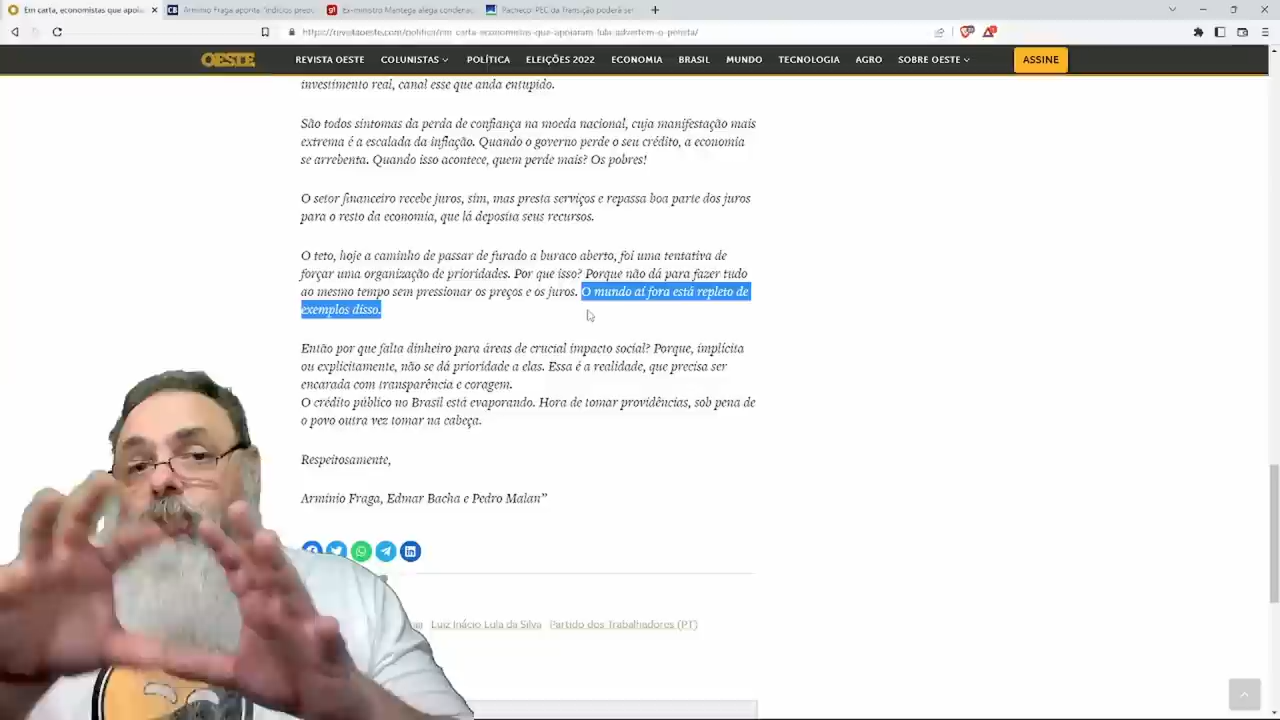 Em carta, economistas que apoia
Armínio Fraga aponta "indícios preoc
Ex-ministro Mantega alega condenaç
Pacheco: PEC da Transição poderá se
https://revistaoeste.com/politica/em-carta-economistas-que-apoiaram-lula-advertem-o-petista/
OESTE
REVISTA OESTE COLUNISTAS POLÍTICA ELEIÇÕES 2022 ECONOMIA BRASIL MUNDO TECNOLOGIA AGRO SOBRE OESTE ASSINE
investimento real, canal esse que anda entupido.
São todos sintomas da perda de confiança na moeda nacional, cuja manifestação mais
extrema é a escalada da inflação. Quando o governo perde o seu crédito, a economia
se arrebenta. Quando isso acontece, quem perde mais? Os pobres!
O setor financeiro recebe juros, sim, mas presta serviços e repassa boa parte dos juros
para o resto da economia, que lá deposita seus recursos.
O teto, hoje a caminho de passar de furado a buraco aberto, foi uma tentativa de
forçar uma organização de prioridades. Por que isso? Porque não dá para fazer tudo
ao mesmo tempo sem pressionar os preços e os juros. O mundo aí fora está repleto de
exemplos disso.
Então por que falta dinheiro para áreas de crucial impacto social? Porque, implícita
ou explicitamente, não se dá prioridade a elas. Essa é a realidade, que precisa ser
encarada com transparência e coragem.
O crédito público no Brasil está evaporando. Hora de tomar providências, sob pena de
o povo outra vez tomar na cabeça.
Respeitosamente,
Armínio Fraga, Edmar Bacha e Pedro Malan”
Luiz Inácio Lula da Silva Partido dos Trabalhadores (PT)